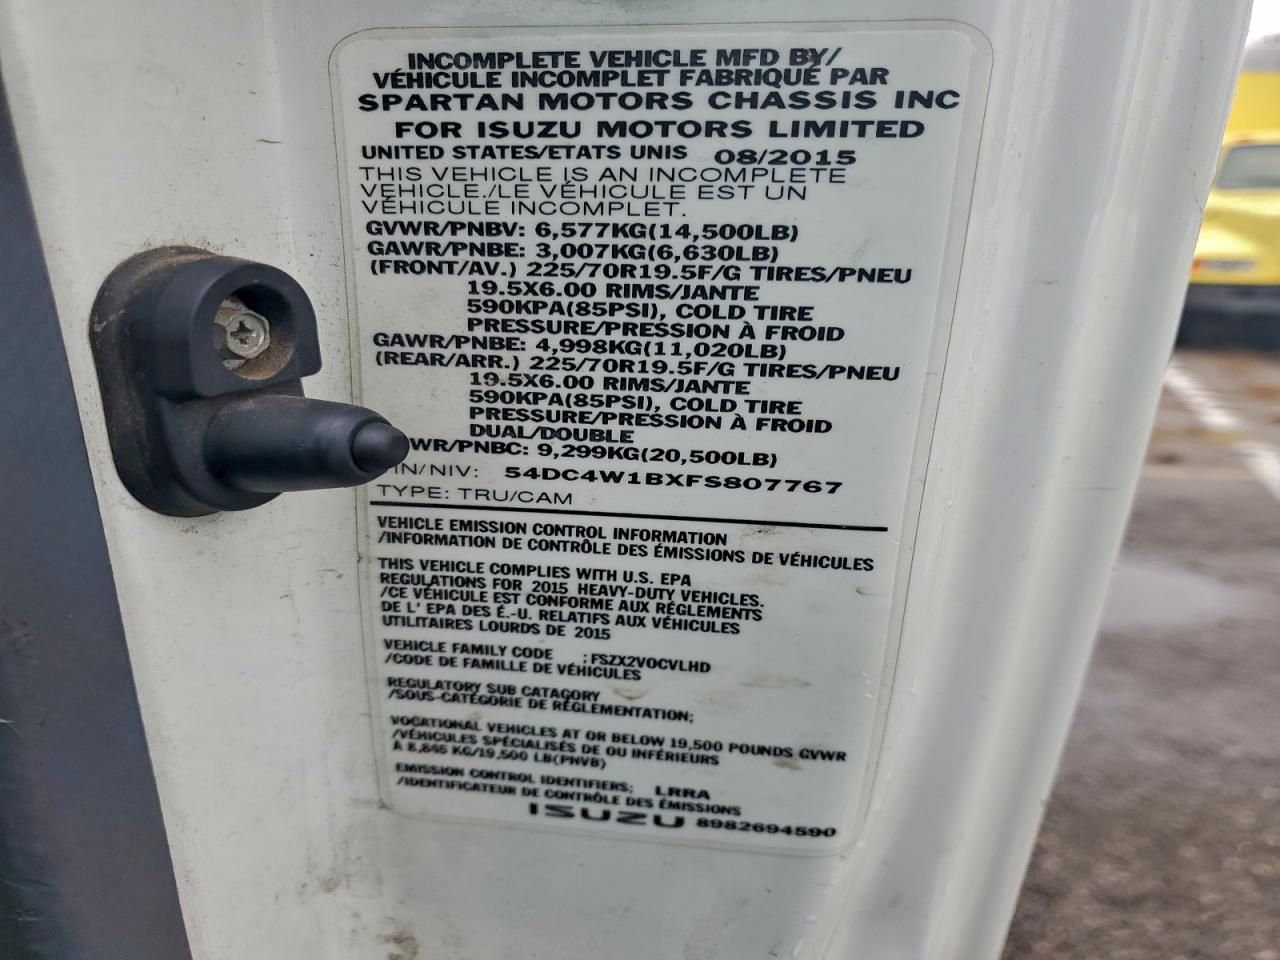 INCOMPLETE VEHICLE MFD BY/
VÉHICULE INCOMPLET FABRIQUÉ PAR
SPARTAN MOTORS CHASSIS INC
FOR ISUZU MOTORS LIMITED
UNITED STATES/ETATS UNIS 08/2015
THIS VEHICLE IS AN INCOMPLETE
VEHICLE./LE VÉHICULE EST UN
VÉHICULE INCOMPLET.
GVWR/PNBV: 6,577KG(14,500LB)
GAWR/PNBE: 3,007KG(6,630LB)
(FRONT/AV.) 225/70R19.5F/G TIRES/PNEU
19.5X6.00 RIMS/JANTE
590KPA(85PSI), COLD TIRE
PRESSURE/PRESSION À FROID
GAWR/PNBE: 4,998KG(11,020LB)
(REAR/ARR.) 225/70R19.5F/G TIRES/PNEU
19.5X6.00 RIMS/JANTE
590KPA(85PSI), COLD TIRE
PRESSURE/PRESSION À FROID
DUAL/DOUBLE
WR/PNBC: 9,299KG(20,500LB)
IN/NIV: 54DC4W1BXFS807767
TYPE: TRU/CAM
VEHICLE EMISSION CONTROL INFORMATION
/INFORMATION DE CONTRÔLE DES ÉMISSIONS DE VÉHICULES
THIS VEHICLE COMPLIES WITH U.S. EPA
REGULATIONS FOR 2015 HEAVY-DUTY VEHICLES.
/CE VÉHICULE EST CONFORME AUX RÉGLEMENTS
DE L' EPA DES É.-U. RELATIFS AUX VÉHICULES
UTILITAIRES LOURDS DE 2015
VEHICLE FAMILY CODE : FSZX2VOCVLHD
/CODE DE FAMILLE DE VÉHICULES
REGULATORY SUB CATAGORY
/SOUS-CATÉGORIE DE RÉGLEMENTATION;
VOCATIONAL VEHICLES AT OR BELOW 19,500 POUNDS GVWR
/VÉHICULES SPÉCIALISÉS DE OU INFÉRIEURS
À 8,845 KG/19,500 LB(PNVB)
EMISSION CONTROL IDENTIFIERS; LRRA
/IDENTIFICATEUR DE CONTRÔLE DES ÉMISSIONS
ISUZU 8982694590